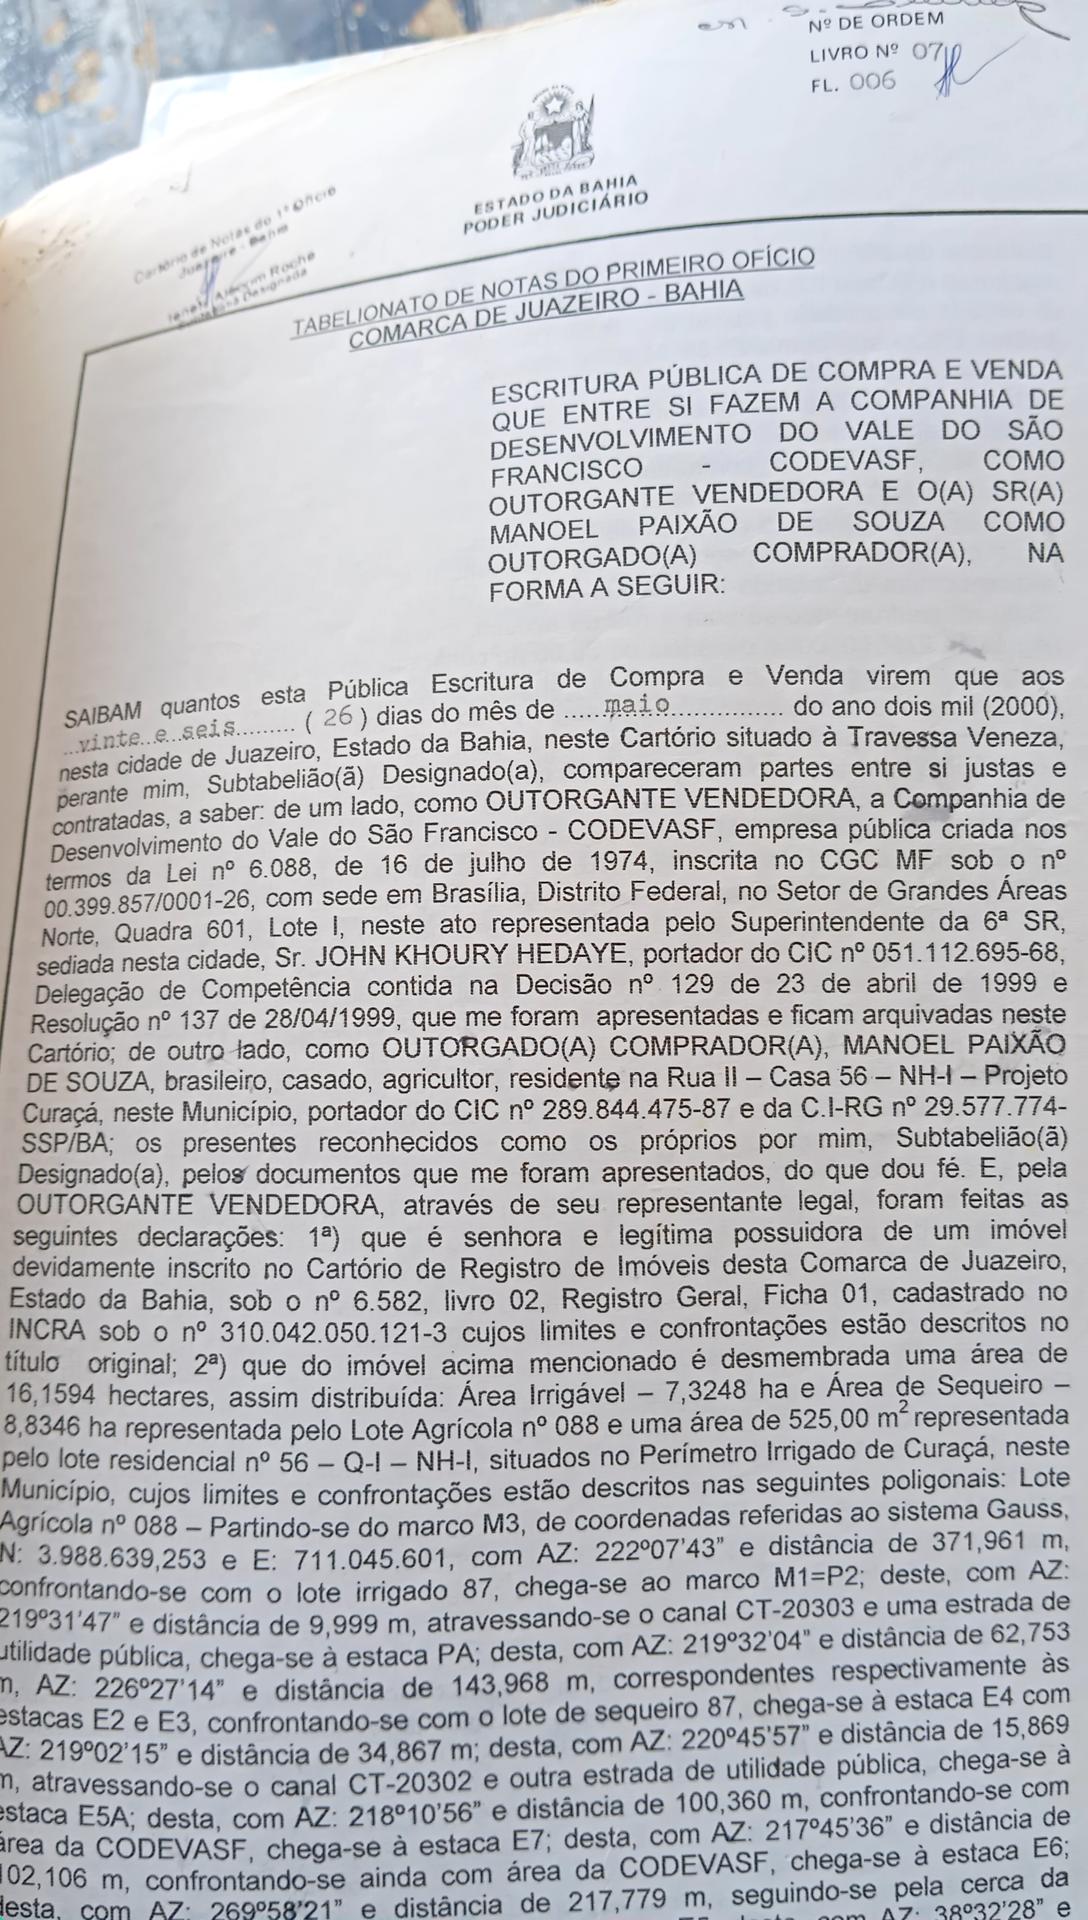 en
Nº DE ORDEM
LIVRO Nº 07
FL. 006
ESTADO DA BAHIA
PODER JUDICIÁRIO
Cartório de Notas do 1º Ofício
Juazeiro - Bahia
Rocha
Designada
TABELIONATO DE NOTAS DO PRIMEIRO OFÍCIO
COMARCA DE JUAZEIRO - BAHIA
ESCRITURA PÚBLICA DE COMPRA E VENDA
QUE ENTRE SI FAZEM A COMPANHIA DE
DESENVOLVIMENTO DO VALE DO SÃO
FRANCISCO - CODEVASF, COMO
OUTORGANTE VENDEDORA E O(A) SR(A)
MANOEL PAIXÃO DE SOUZA COMO
OUTORGADO(A) COMPRADOR(A), NA
FORMA A SEGUIR:
SAIBAM quantos esta Pública Escritura de Compra e Venda virem que aos
...vinte e seis........ ( 26 ) dias do mês de ......maio................ do ano dois mil (2000),
nesta cidade de Juazeiro, Estado da Bahia, neste Cartório situado à Travessa Veneza,
perante mim, Subtabelião(ã) Designado(a), compareceram partes entre si justas e
contratadas, a saber: de um lado, como OUTORGANTE VENDEDORA, a Companhia de
Desenvolvimento do Vale do São Francisco - CODEVASF, empresa pública criada nos
termos da Lei nº 6.088, de 16 de julho de 1974, inscrita no CGC MF sob o nº
00.399.857/0001-26, com sede em Brasília, Distrito Federal, no Setor de Grandes Áreas
Norte, Quadra 601, Lote I, neste ato representada pelo Superintendente da 6ª SR,
sediada nesta cidade, Sr. JOHN KHOURY HEDAYE, portador do CIC nº 051.112.695-68,
Delegação de Competência contida na Decisão nº 129 de 23 de abril de 1999 e
Resolução nº 137 de 28/04/1999, que me foram apresentadas e ficam arquivadas neste
Cartório; de outro lado, como OUTORGADO(A) COMPRADOR(A), MANOEL PAIXÃO
DE SOUZA, brasileiro, casado, agricultor, residente na Rua II – Casa 56 – NH-I – Projeto
Curaçá, neste Município, portador do CIC nº 289.844.475-87 e da C.I-RG nº 29.577.774-
SSP/BA; os presentes reconhecidos como os próprios por mim, Subtabelião(ã)
Designado(a), pelos documentos que me foram apresentados, do que dou fé. E, pela
OUTORGANTE VENDEDORA, através de seu representante legal, foram feitas as
seguintes declarações: 1ª) que é senhora e legítima possuidora de um imóvel
devidamente inscrito no Cartório de Registro de Imóveis desta Comarca de Juazeiro,
Estado da Bahia, sob o nº 6.582, livro 02, Registro Geral, Ficha 01, cadastrado no
INCRA sob o nº 310.042.050.121-3 cujos limites e confrontações estão descritos no
título original; 2ª) que do imóvel acima mencionado é desmembrada uma área de
16,1594 hectares, assim distribuída: Área Irrigável – 7,3248 ha e Área de Sequeiro –
8,8346 ha representada pelo Lote Agrícola nº 088 e uma área de 525,00 m² representada
pelo lote residencial nº 56 – Q-I – NH-I, situados no Perímetro Irrigado de Curaçá, neste
Município, cujos limites e confrontações estão descritos nas seguintes poligonais: Lote
Agrícola nº 088 – Partindo-se do marco M3, de coordenadas referidas ao sistema Gauss,
N: 3.988.639,253 e E: 711.045.601, com AZ: 222º07'43” e distância de 371,961 m,
confrontando-se com o lote irrigado 87, chega-se ao marco M1=P2; deste, com AZ:
219º31'47” e distância de 9,999 m, atravessando-se o canal CT-20303 e uma estrada de
utilidade pública, chega-se à estaca PA; desta, com AZ: 219º32'04” e distância de 62,753
m, AZ: 226º27'14” e distância de 143,968 m, correspondentes respectivamente às
estacas E2 e E3, confrontando-se com o lote de sequeiro 87, chega-se à estaca E4 com
AZ: 219º02'15” e distância de 34,867 m; desta, com AZ: 220º45'57” e distância de 15,869
m, atravessando-se o canal CT-20302 e outra estrada de utilidade pública, chega-se à
estaca E5A; desta, com AZ: 218º10'56” e distância de 100,360 m, confrontando-se com
área da CODEVASF, chega-se à estaca E7; desta, com AZ: 217º45'36” e distância de
102,106 m, confrontando-se ainda com área da CODEVASF, chega-se à estaca E6;
desta, com AZ: 269º58'21” e distância de 217,779 m, seguindo-se pela cerca da
com AZ: 38º32'28” e